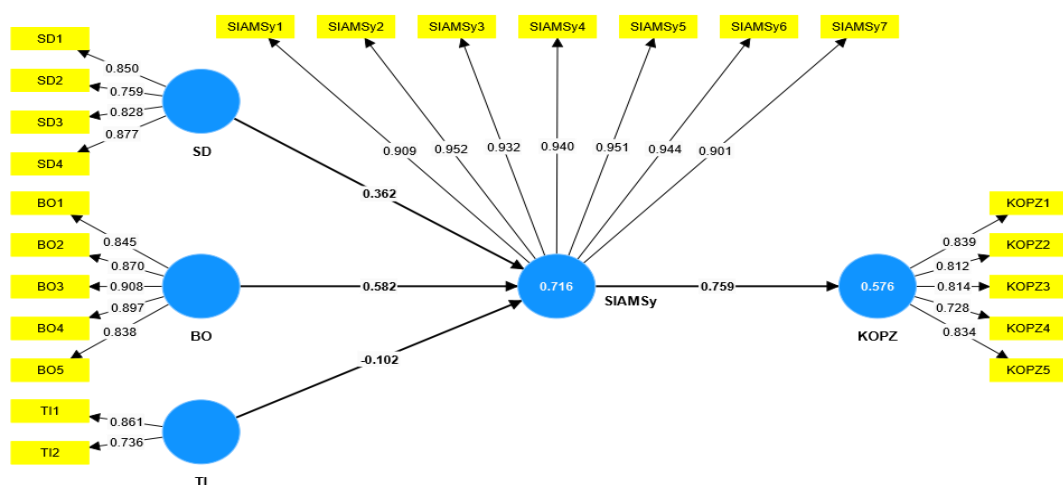 SIAMSy1
SIAMSy2
SIAMSy3
SIAMSy4
SIAMSy5
SIAMSy6
SIAMSy7
SD1
SD2
SD3
SD4
0.850
0.759
0.828
0.877
SD
0.909
0.952
0.932
0.940
0.951
0.944
0.901
0.362
BO1
BO2
BO3
BO4
BO5
0.845
0.870
0.908
0.897
0.838
BO
0.582
0.716
SIAMSy
0.759
0.576
KOPZ
0.839
0.812
0.814
0.728
0.834
KOPZ1
KOPZ2
KOPZ3
KOPZ4
KOPZ5
-0.102
TI1
TI2
0.861
0.736
TI